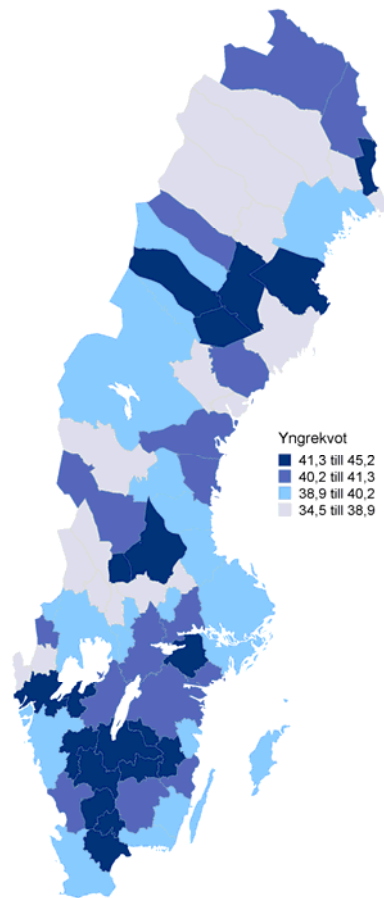 Yngrekvot
41,3 till 45,2
40,2 till 41,3
38,9 till 40,2
34,5 till 38,9